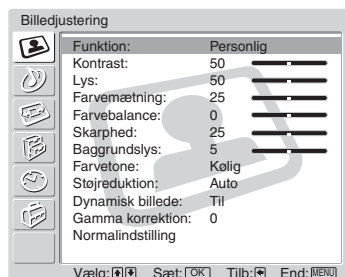 Billedjustering
Funktion: Personlig
Kontrast: 50
Lys: 50
Farvemætning: 25
Farvebalance: 0
Skarphed: 25
Baggrundslys: 5
Farvetone: Kølig
Støjreduktion: Auto
Dynamisk billede: Til
Gamma korrektion: 0
Normalindstilling
Vælg: Sæt: OK Tilb: End: MENU